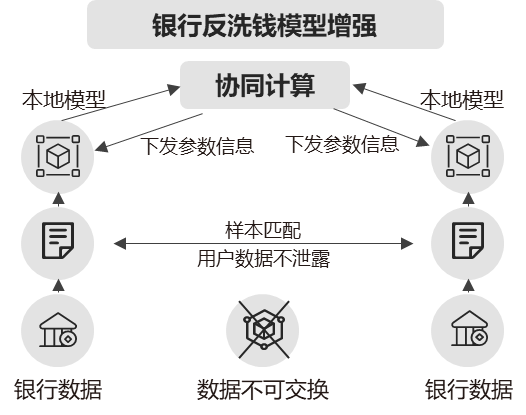 银行反洗钱模型增强
协同计算
本地模型
本地模型
下发参数信息
下发参数信息
样本匹配
用户数据不泄露
银行数据
数据不可交换
银行数据